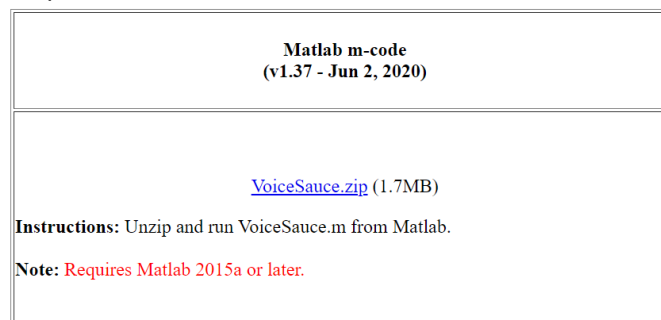 Matlab m-code
(v1.37 - Jun 2, 2020)
VoiceSauce.zip (1.7MB)
Instructions: Unzip and run VoiceSauce.m from Matlab.
Note: Requires Matlab 2015a or later.